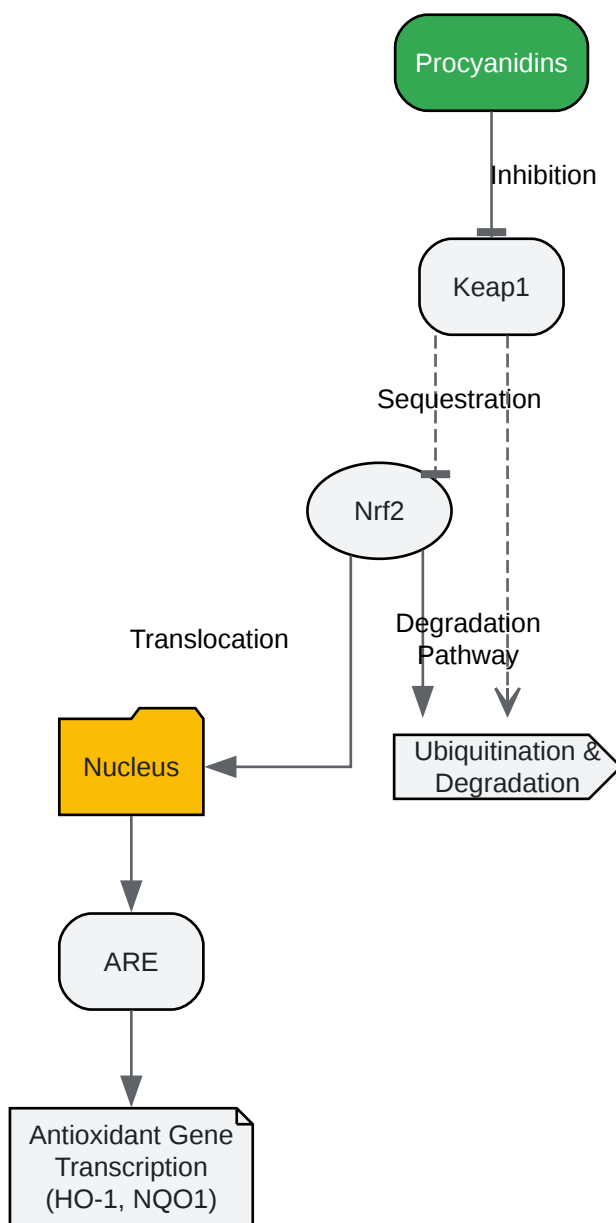 Procyanidins
Inhibition
Keap1
Sequestration
Nrf2
Translocation
Degradation
Pathway
Nucleus
Ubiquitination &
Degradation
ARE
Antioxidant Gene
Transcription
(HO-1, NQO1)